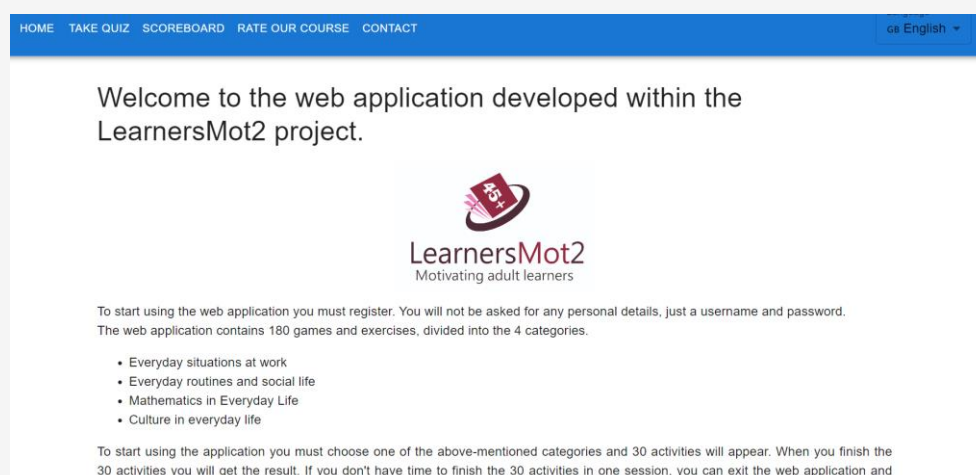 HOME TAKE QUIZ SCOREBOARD RATE OUR COURSE CONTACT
GB English
Welcome to the web application developed within the
LearnersMot2 project.
45+
LearnersMot2
Motivating adult learners
To start using the web application you must register. You will not be asked for any personal details, just a username and password.
The web application contains 180 games and exercises, divided into the 4 categories.
• Everyday situations at work
• Everyday routines and social life
• Mathematics in Everyday Life
• Culture in everyday life
To start using the application you must choose one of the above-mentioned categories and 30 activities will appear. When you finish the
30 activities you will get the result. If you don't have time to finish the 30 activities in one session, you can exit the web application and